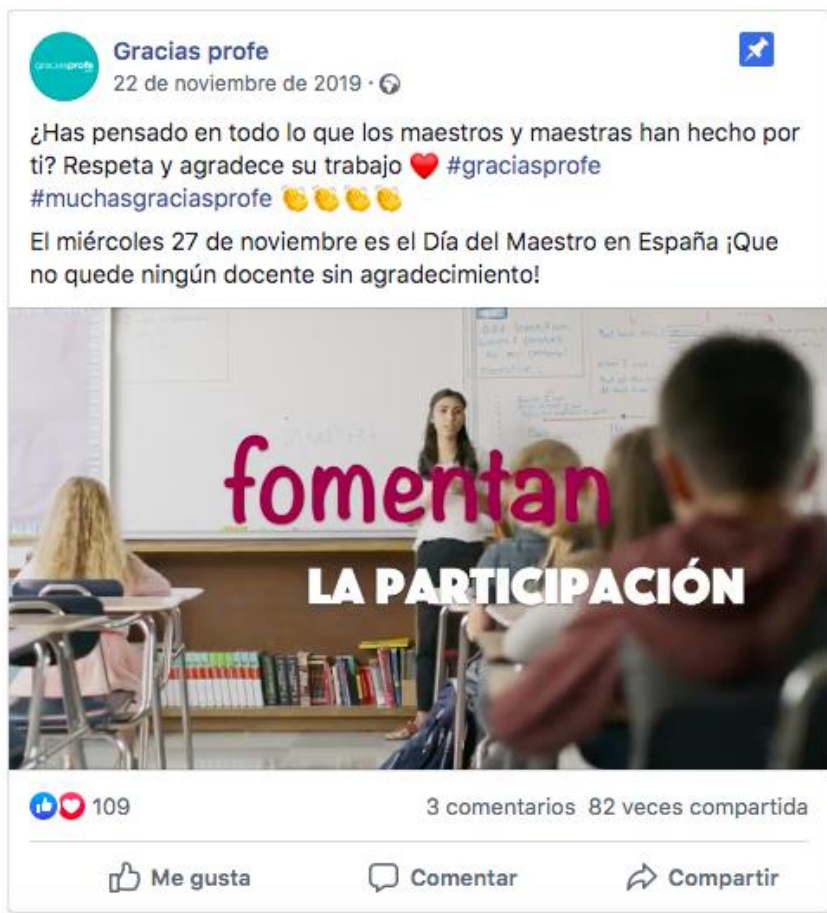 graciasprofe
Gracias profe
22 de noviembre de 2019 ·
¿Has pensado en todo lo que los maestros y maestras han hecho por
ti? Respeta y agradece su trabajo ❤️ #graciasprofe
#muchasgraciasprofe 👏👏👏👏
El miércoles 27 de noviembre es el Día del Maestro en España ¡Que
no quede ningún docente sin agradecimiento!
fomentan
LA PARTICIPACIÓN
109
3 comentarios 82 veces compartida
Me gusta
Comentar
Compartir